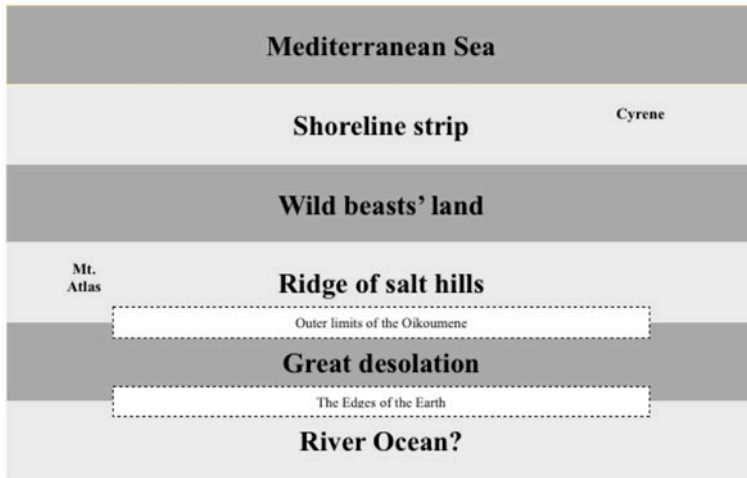 Mediterranean Sea
Cyrene
Shoreline strip
Wild beasts’ land
Mt.
Atlas
Ridge of salt hills
Outer limits of the Oikoumene
Great desolation
The Edges of the Earth
River Ocean?